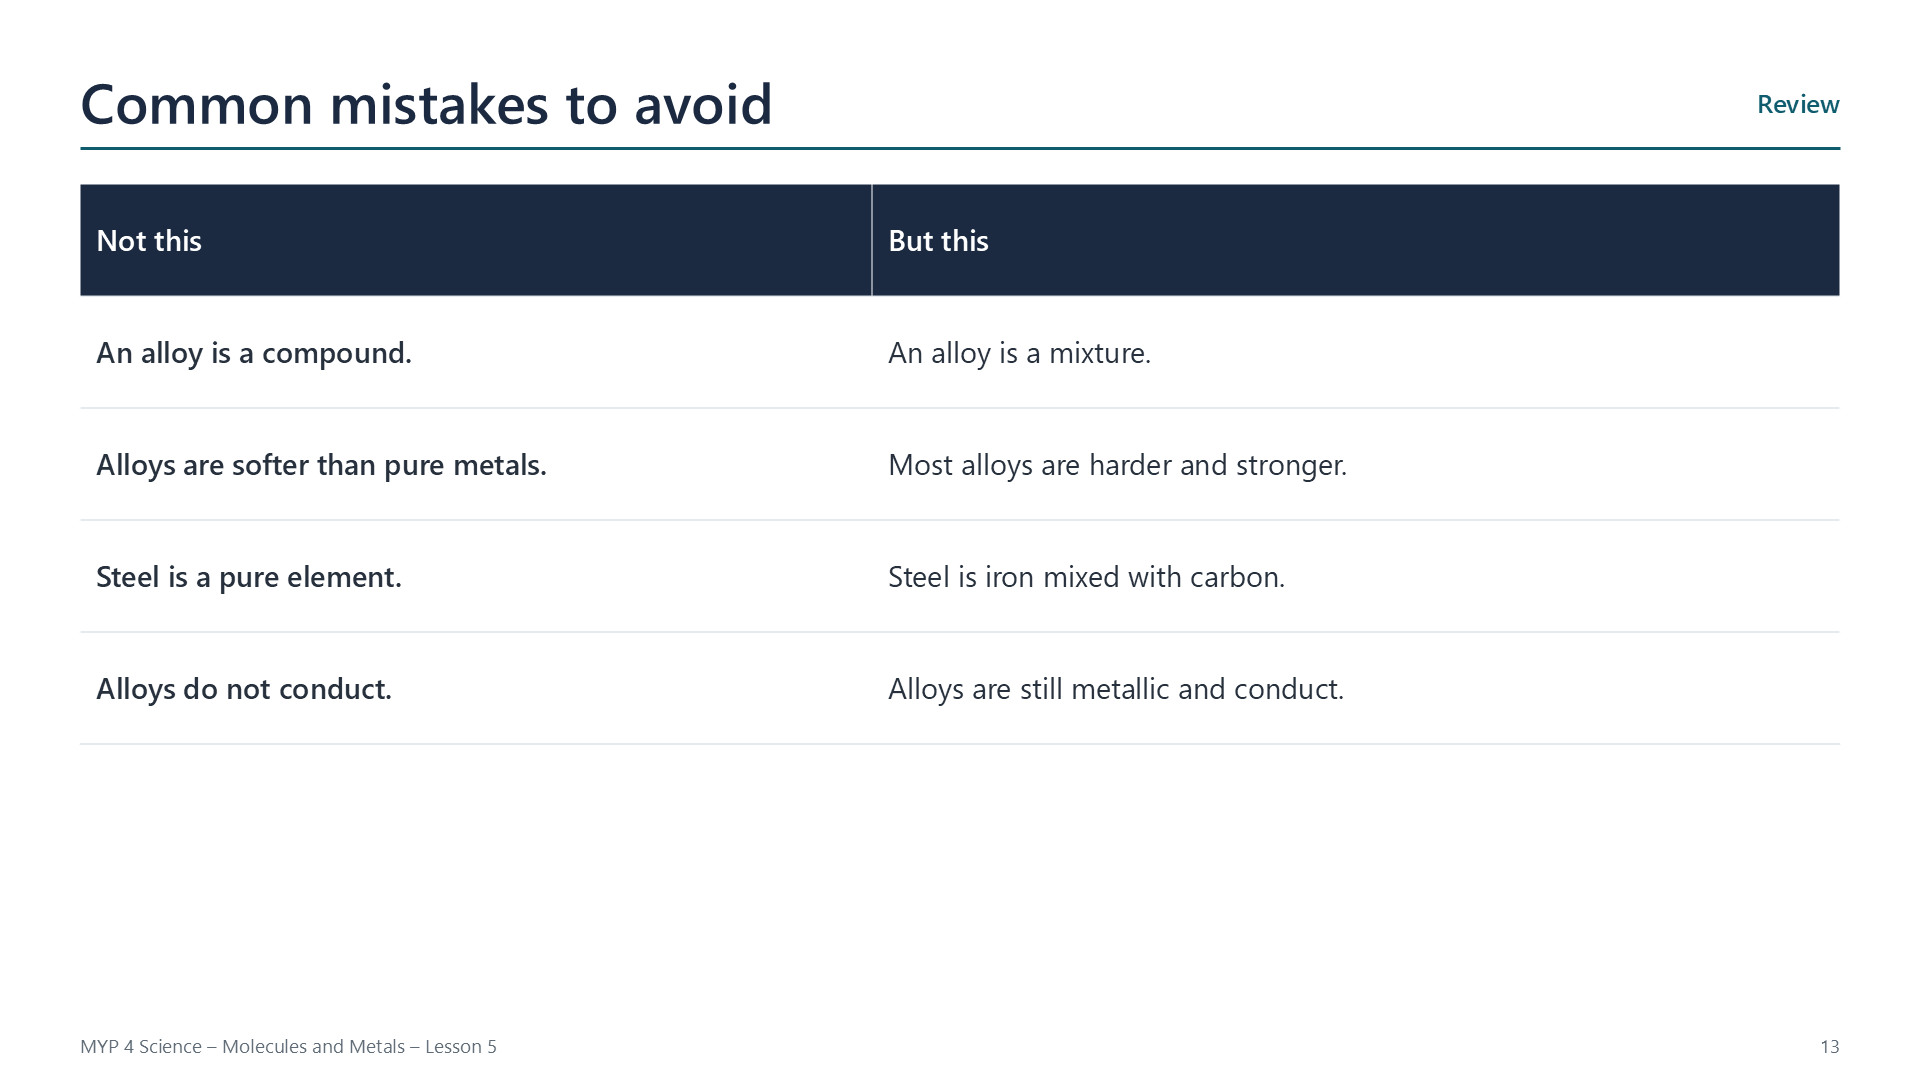 Common mistakes to avoid
Review
Not this
But this
An alloy is a compound.
An alloy is a mixture.
Alloys are softer than pure metals.
Most alloys are harder and stronger.
Steel is a pure element.
Steel is iron mixed with carbon.
Alloys do not conduct.
Alloys are still metallic and conduct.
MYP 4 Science – Molecules and Metals – Lesson 5
13